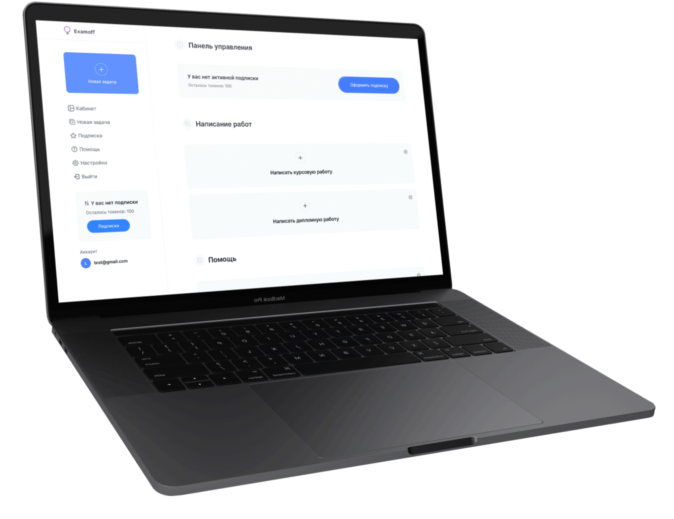 Examoff
Новая задача
Кабинет
Новая задача
Подписка
Помощь
Настройки
Выйти
У вас нет подписки
Осталось токенов: 100
Подписка
Аккаунт
test@gmail.com
Панель управления
У вас нет активной подписки
Осталось токенов: 100
Оформить подписку
Написание работ
Написать курсовую работу
Написать дипломную работу
Помощь
MacBook Pro